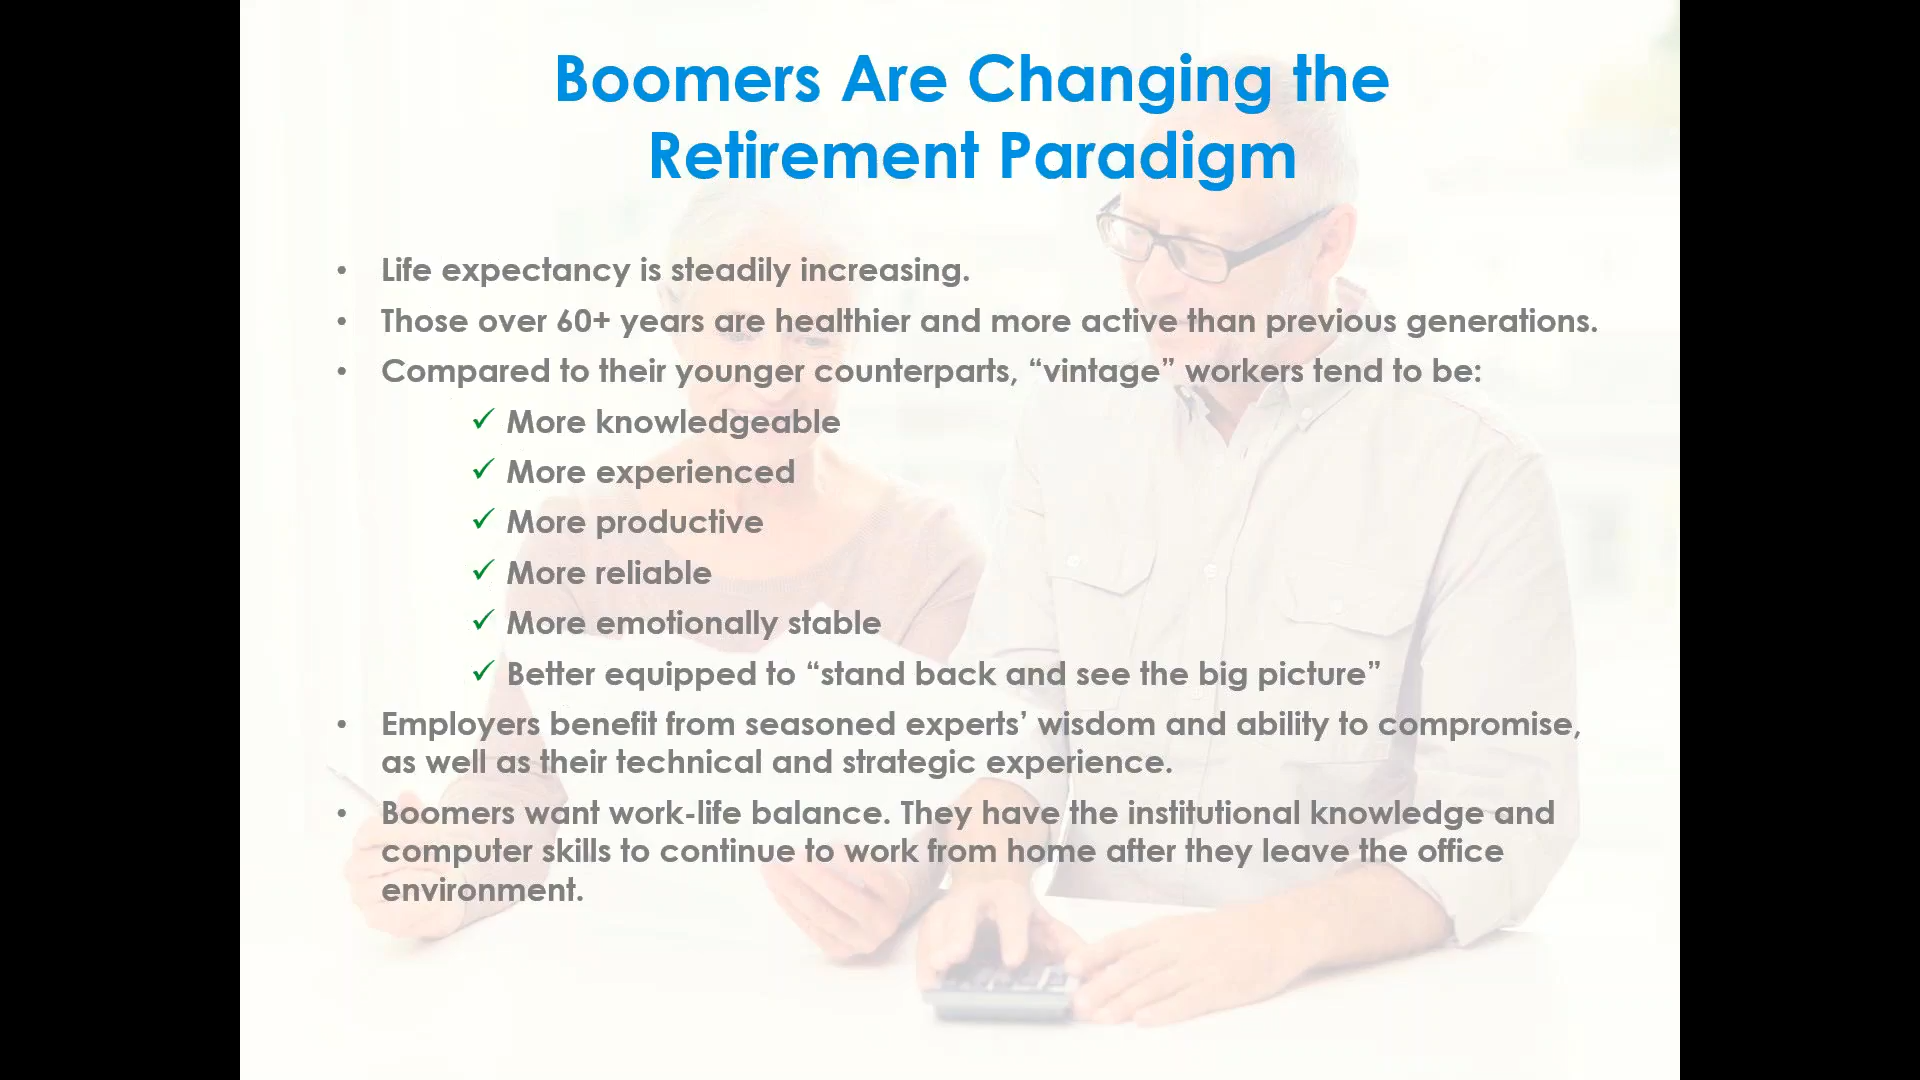 Boomers Are Changing the
Retirement Paradigm
• Life expectancy is steadily increasing.
• Those over 60+ years are healthier and more active than previous generations.
• Compared to their younger counterparts, “vintage” workers tend to be:
✓ More knowledgeable
✓ More experienced
✓ More productive
✓ More reliable
✓ More emotionally stable
✓ Better equipped to “stand back and see the big picture”
• Employers benefit from seasoned experts’ wisdom and ability to compromise,
as well as their technical and strategic experience.
• Boomers want work-life balance. They have the institutional knowledge and
computer skills to continue to work from home after they leave the office
environment.